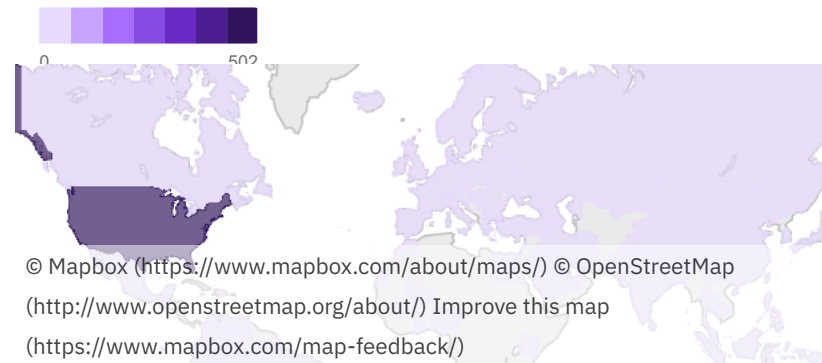 0 502
© Mapbox (https://www.mapbox.com/about/maps/) © OpenStreetMap
(http://www.openstreetmap.org/about/) Improve this map
(https://www.mapbox.com/map-feedback/)